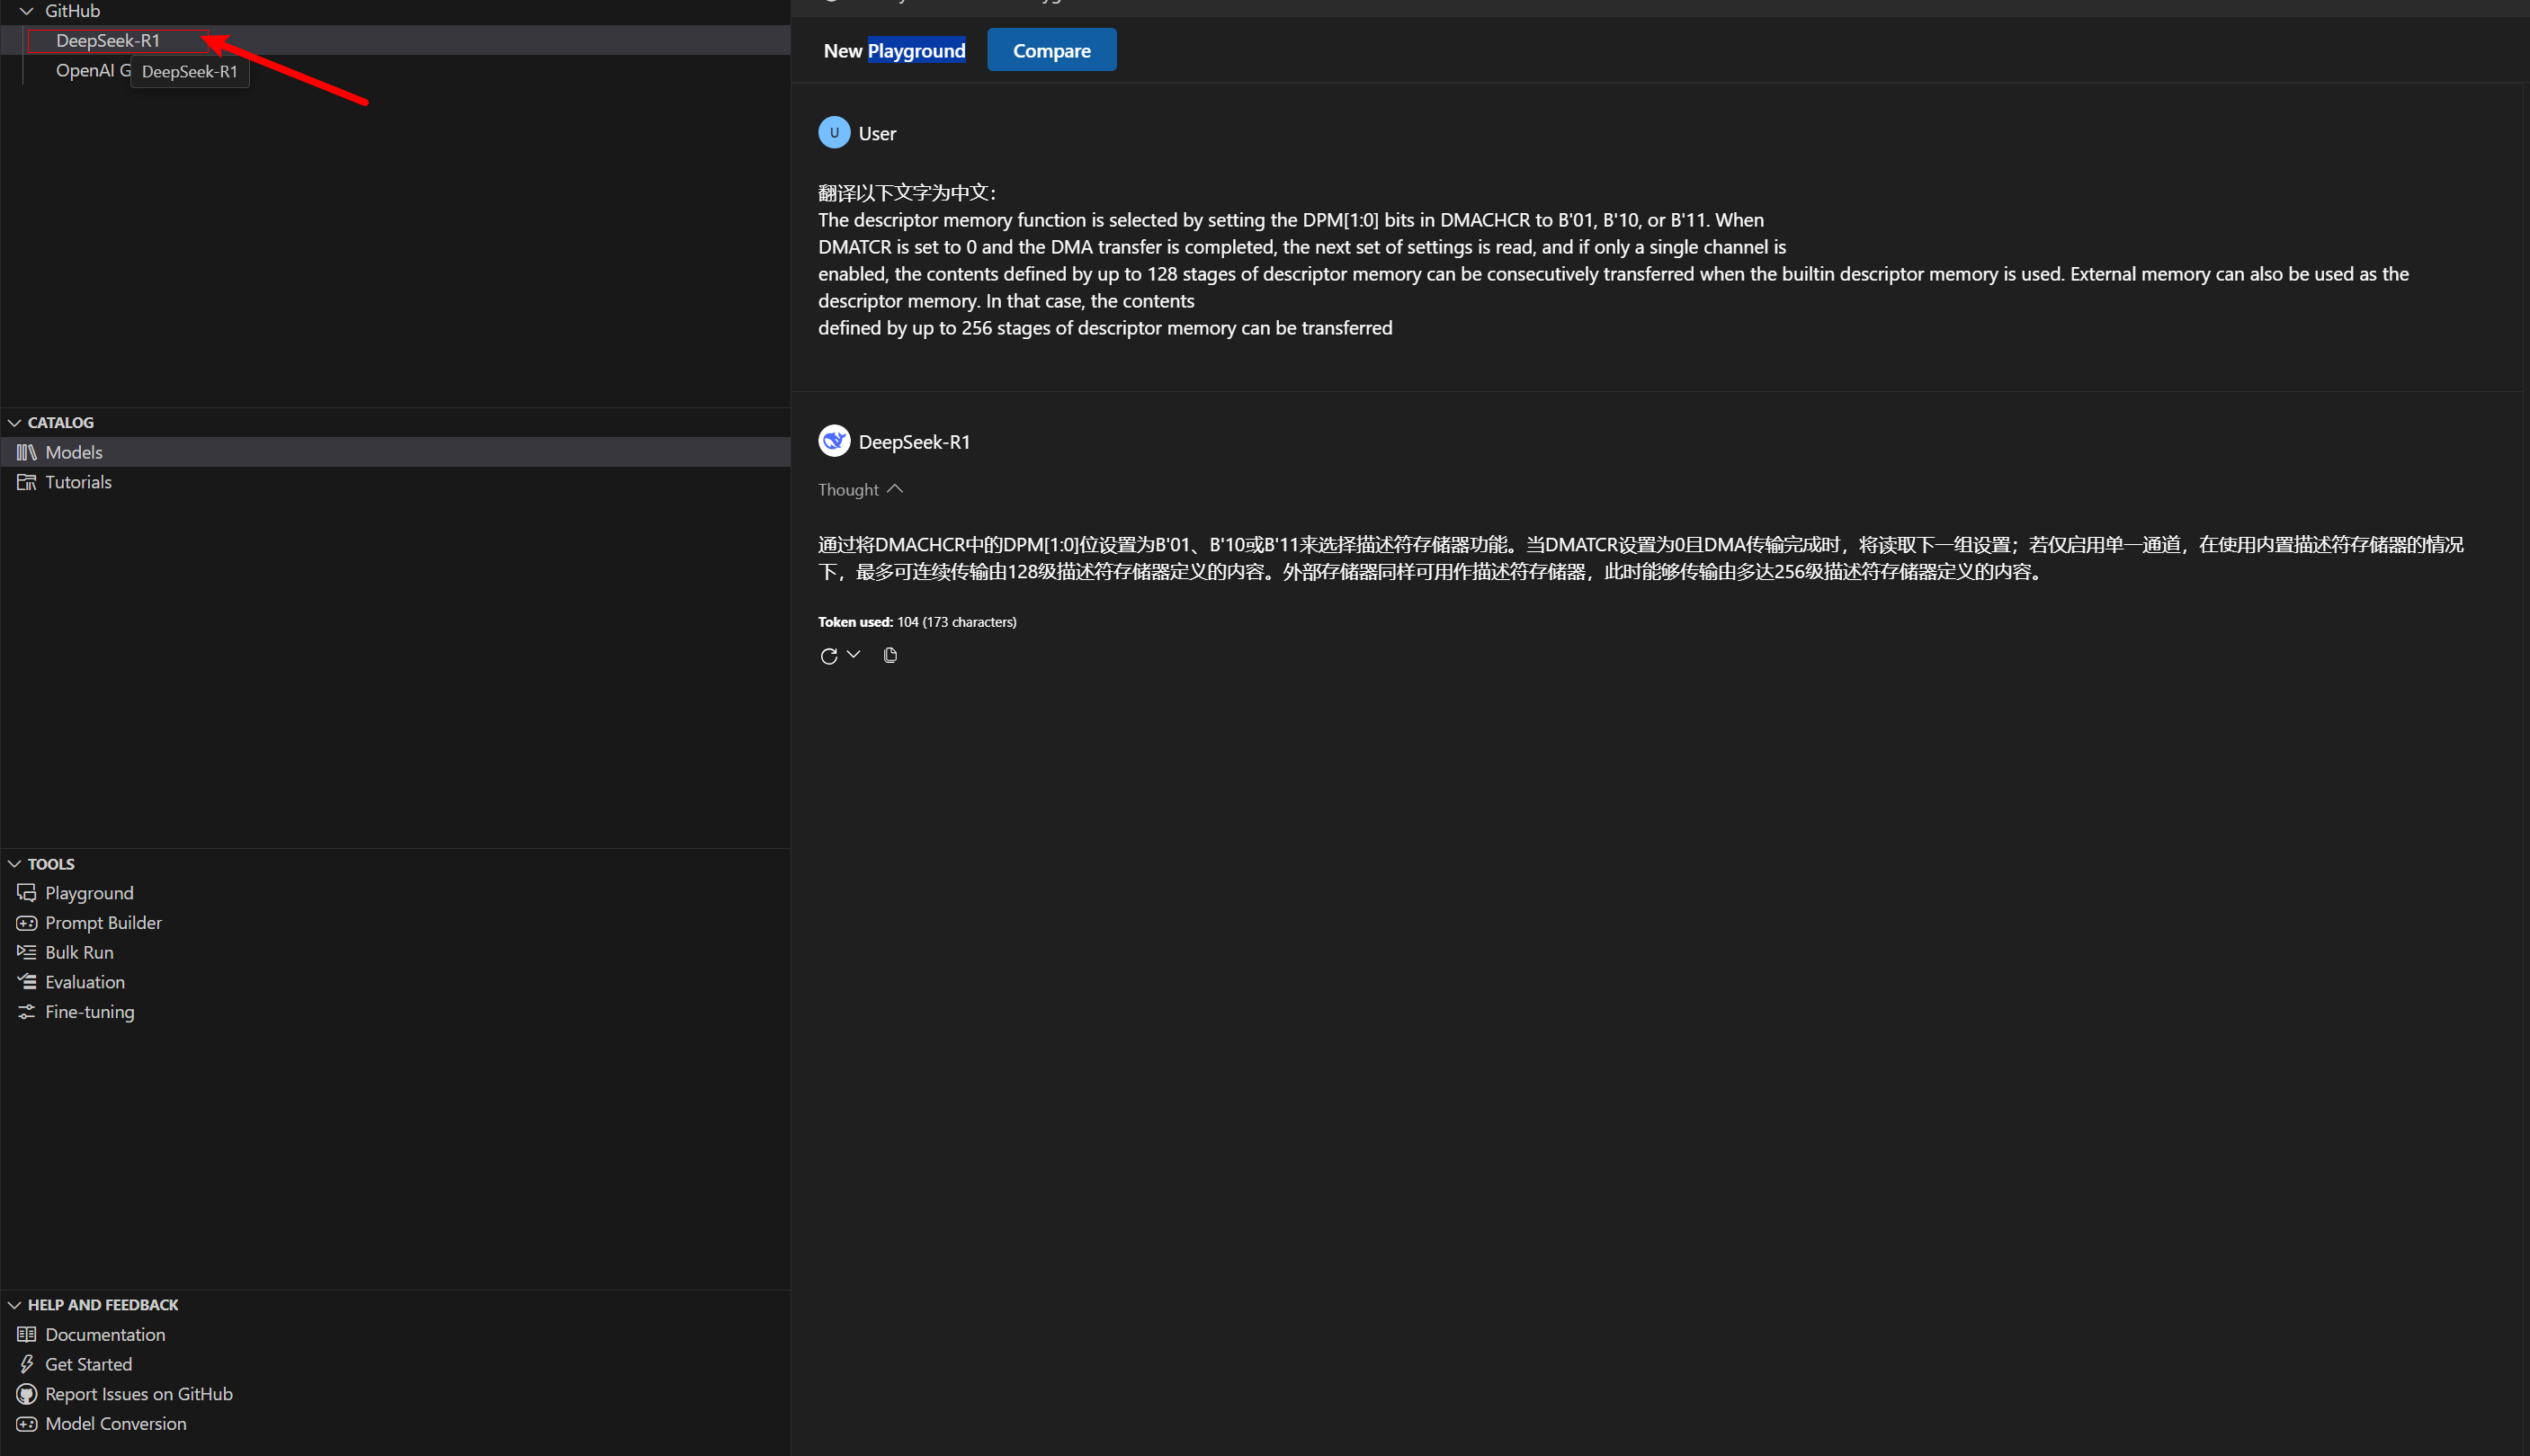 GitHub
DeepSeek-R1
OpenAI G
DeepSeek-R1
CATALOG
Models
Tutorials
TOOLS
Playground
Prompt Builder
Bulk Run
Evaluation
Fine-tuning
HELP AND FEEDBACK
Documentation
Get Started
Report Issues on GitHub
Model Conversion
New Playground
Compare
U User
翻译以下文字为中文：
The descriptor memory function is selected by setting the DPM[1:0] bits in DMACHCR to B'01, B'10, or B'11. When
DMATCR is set to 0 and the DMA transfer is completed, the next set of settings is read, and if only a single channel is
enabled, the contents defined by up to 128 stages of descriptor memory can be consecutively transferred when the builtin descriptor memory is used. External memory can also be used as the
descriptor memory. In that case, the contents
defined by up to 256 stages of descriptor memory can be transferred
DeepSeek-R1
Thought
通过将DMACHCR中的DPM[1:0]位设置为B'01、B'10或B'11来选择描述符存储器功能。当DMATCR设置为0且DMA传输完成时，将读取下一组设置；若仅启用单一通道，在使用内置描述符存储器的情况
下，最多可连续传输由128级描述符存储器定义的内容。外部存储器同样可用作描述符存储器，此时能够传输由多达256级描述符存储器定义的内容。
Token used: 104 (173 characters)